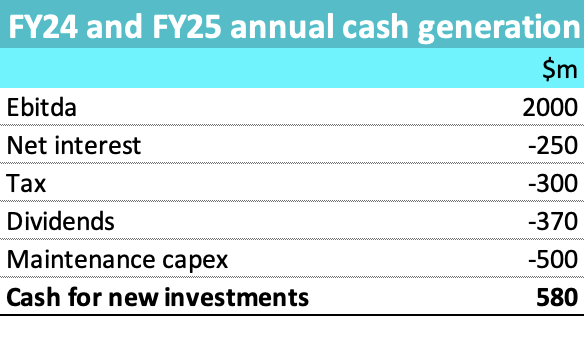 FY24 and FY25 annual cash generation
$m
Ebitda 2000
Net interest -250
Tax -300
Dividends -370
Maintenance capex -500
Cash for new investments 580